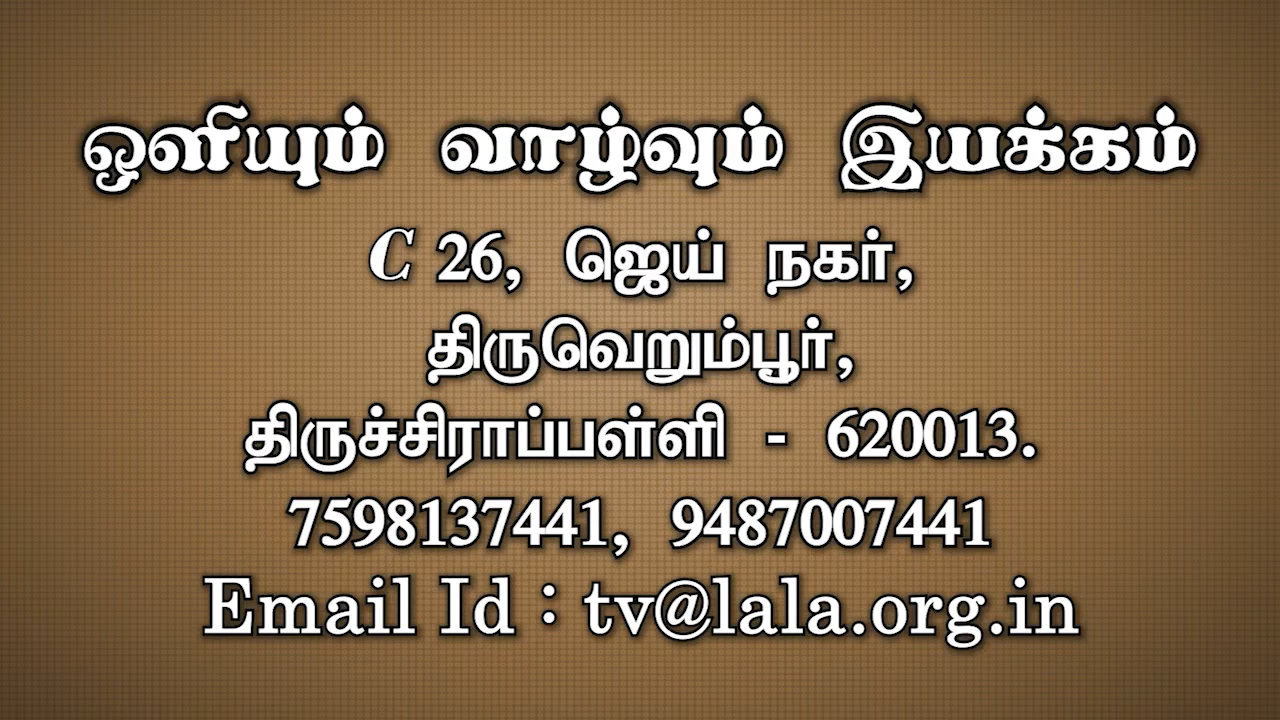 ஒளியும் வாழ்வும் இயக்கம்
C 26, ஜெய் நகர்,
திருவெறும்பூர்,
திருச்சிராப்பள்ளி - 620013.
7598137441, 9487007441
Email Id : tv@lala.org.in